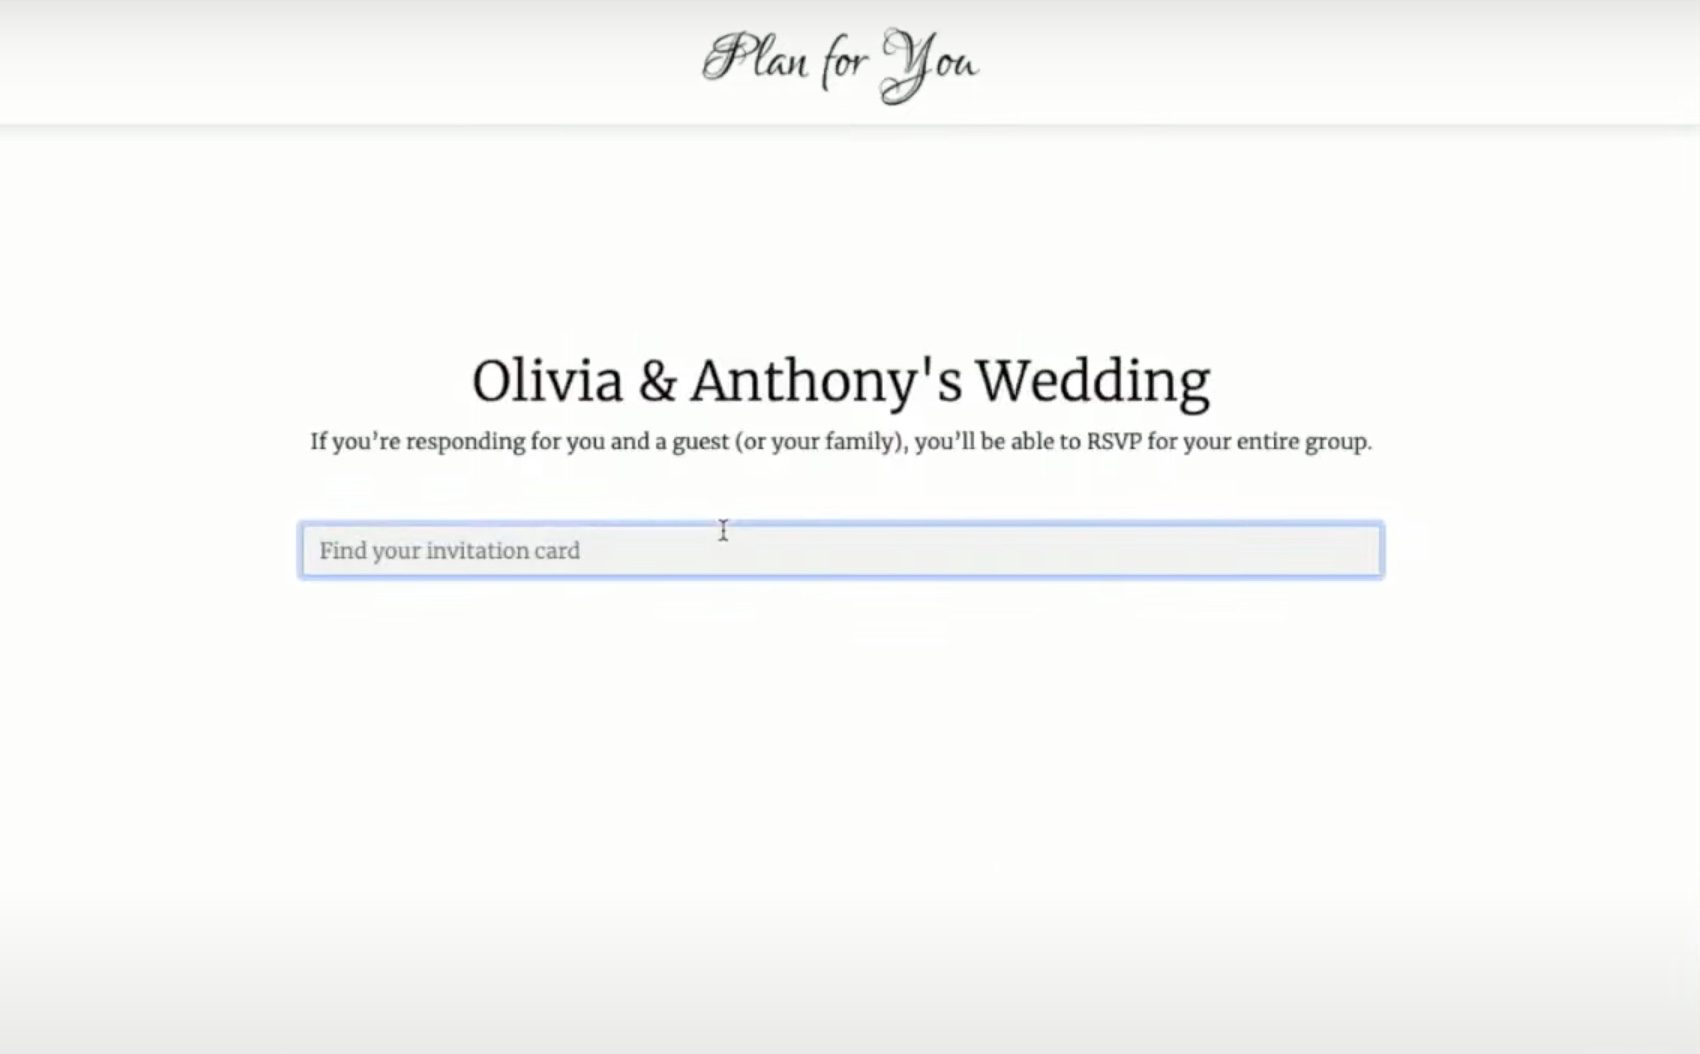 Plan for You
Olivia & Anthony's Wedding
If you’re responding for you and a guest (or your family), you’ll be able to RSVP for your entire group.
Find your invitation card